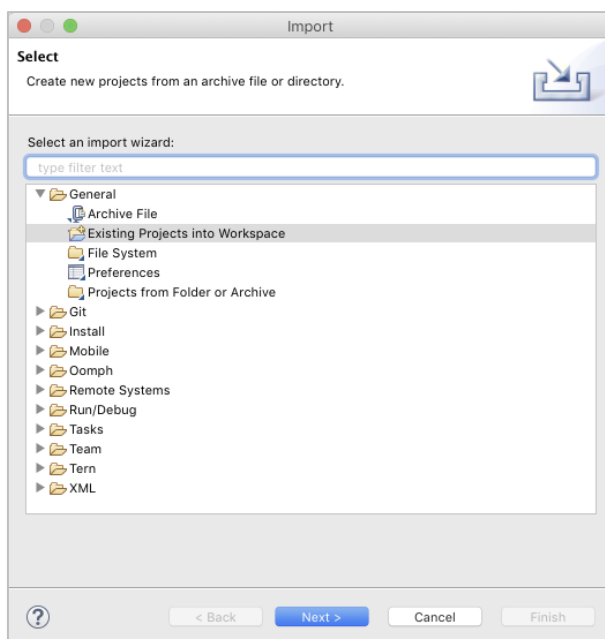 Import
Select
Create new projects from an archive file or directory.
Select an import wizard:
type filter text
General
Archive File
Existing Projects into Workspace
File System
Preferences
Projects from Folder or Archive
Git
Install
Mobile
Oomph
Remote Systems
Run/Debug
Tasks
Team
Tern
XML
? < Back Next > Cancel Finish